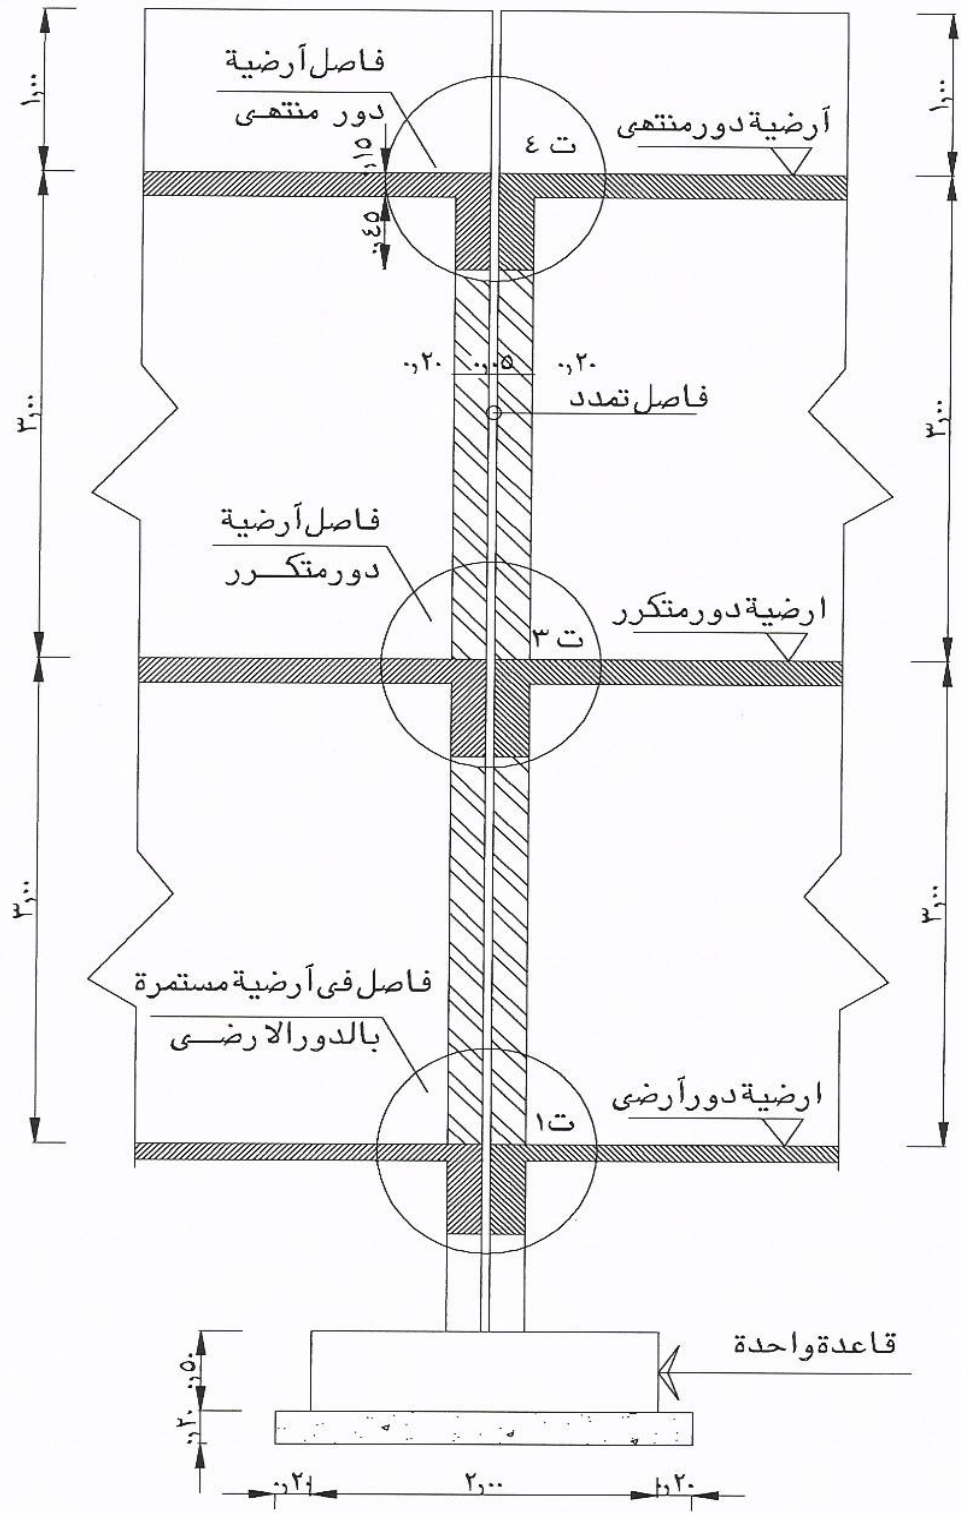 فاصل آرضية
دور منتهى
آرضية دور منتهى
ت ٤
١,٠٠
١,٠٠
٠,١٥
٠,٤٥
٠,٢٠
٠,٠٥
٠,٢٠
فاصل تمدد
٣,٠٠
٣,٠٠
فاصل آرضية
دور متكرر
ارضية دور متكرر
ت ٣
٣,٠٠
٣,٠٠
فاصل فى آرضية مستمرة
بالدور الارضى
ارضية دور آرضى
ت ١
قاعدة واحدة
٠,٥٠
٠,٢٠
٠,٢٠
٢,٠٠
٠,٢٠